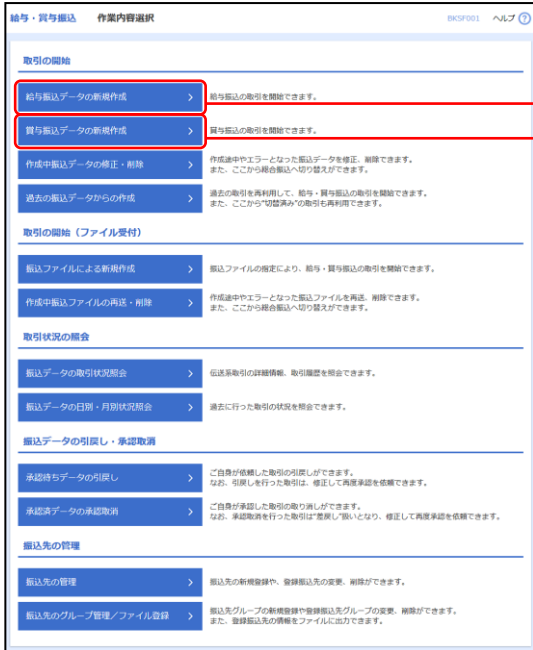 給与・賞与振込 作業内容選択 BKSF001 ヘルプ ?
取引の開始
給与振込データの新規作成 > 給与振込の取引を開始できます。
賞与振込データの新規作成 > 賞与振込の取引を開始できます。
作成中振込データの修正・削除 > 作成途中やエラーとなった振込データを修正、削除できます。
また、ここから総合振込へ切り替えができます。
過去の振込データからの作成 > 過去の取引を再利用して、給与・賞与振込の取引を開始できます。
また、ここから"切替済み"の取引も再利用できます。
取引の開始（ファイル受付）
振込ファイルによる新規作成 > 振込ファイルの指定により、給与・賞与振込の取引を開始できます。
作成中振込ファイルの再送・削除 > 作成途中やエラーとなった振込ファイルを再送、削除できます。
また、ここから総合振込へ切り替えができます。
取引状況の照会
振込データの取引状況照会 > 伝送系取引の詳細情報、取引履歴を照会できます。
振込データの日別・月別状況照会 > 過去に行った取引の状況を照会できます。
振込データの引戻し・承認取消
承認待ちデータの引戻し > ご自身が依頼した取引の引戻しができます。
なお、引戻しを行った取引は、修正して再度承認を依頼できます。
承認済データの承認取消 > ご自身が承認した取引の取り消しができます。
なお、承認取消を行った取引は"差戻し"扱いとなり、修正して再度承認を依頼できます。
振込先の管理
振込先の管理 > 振込先の新規登録や、登録振込先の変更、削除ができます。
振込先のグループ管理／ファイル登録 > 振込先グループの新規登録や登録振込先グループの変更、削除ができます。
また、登録振込先の情報をファイルに出力できます。